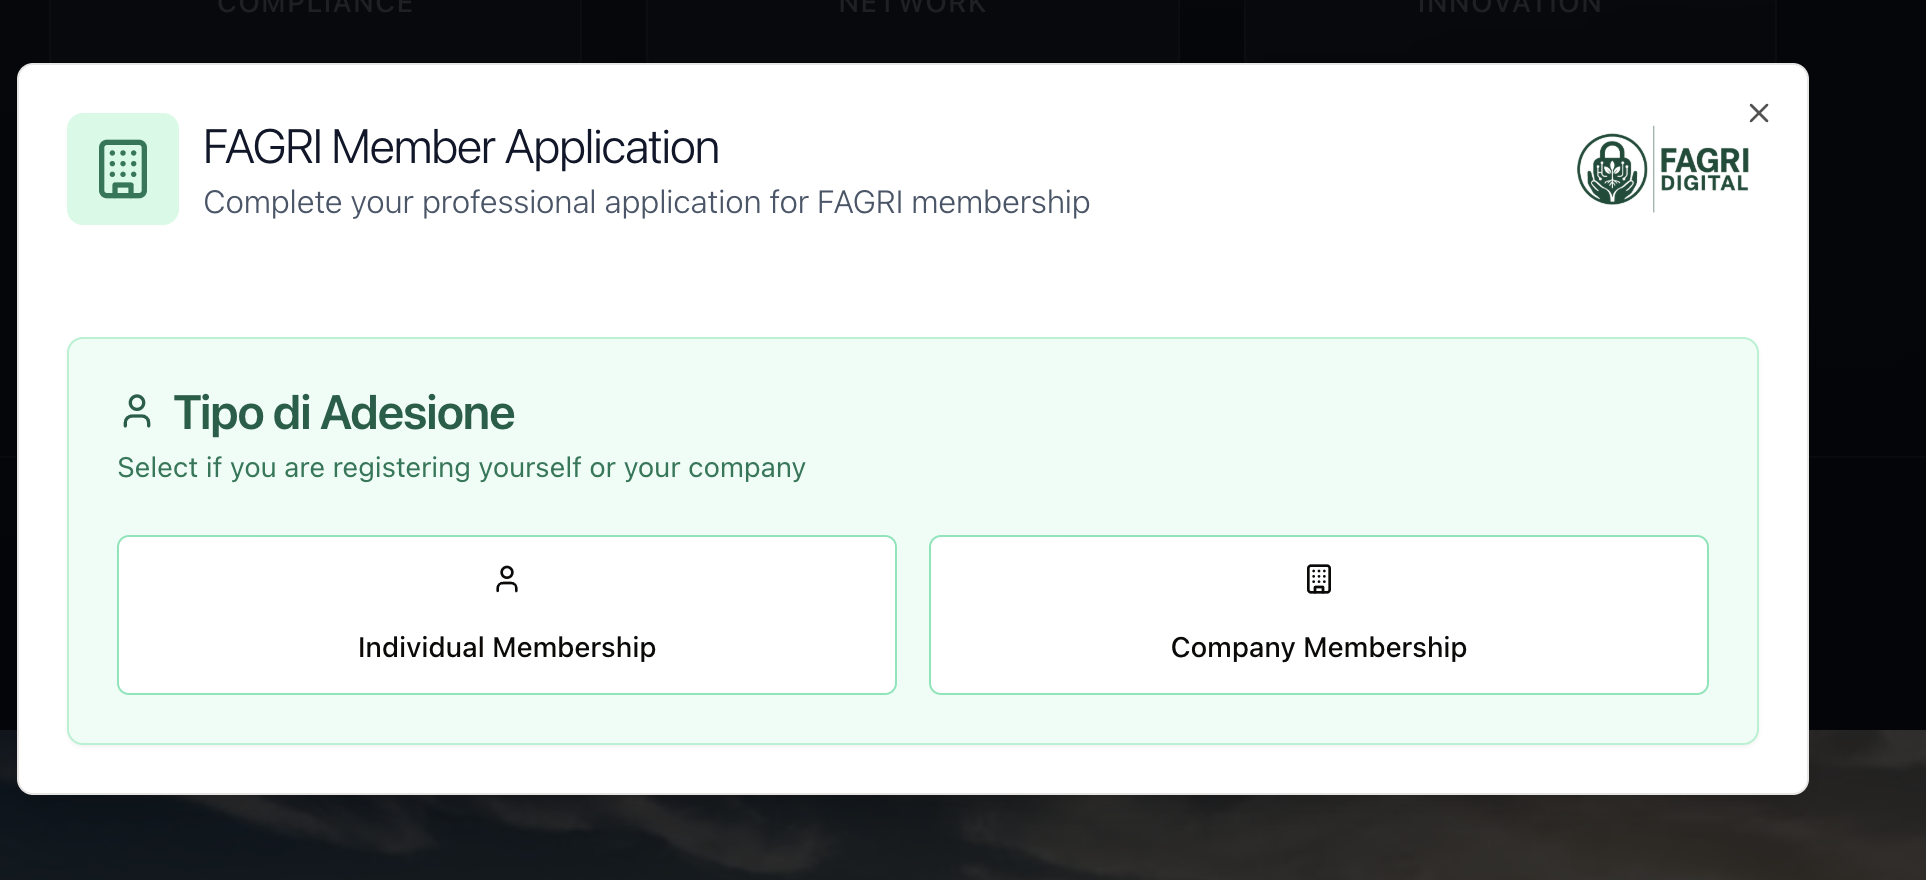 COMPLIANCE
NETWORK
INNOVATION
FAGRI Member Application
Complete your professional application for FAGRI membership
FAGRI
DIGITAL
Tipo di Adesione
Select if you are registering yourself or your company
Individual Membership
Company Membership